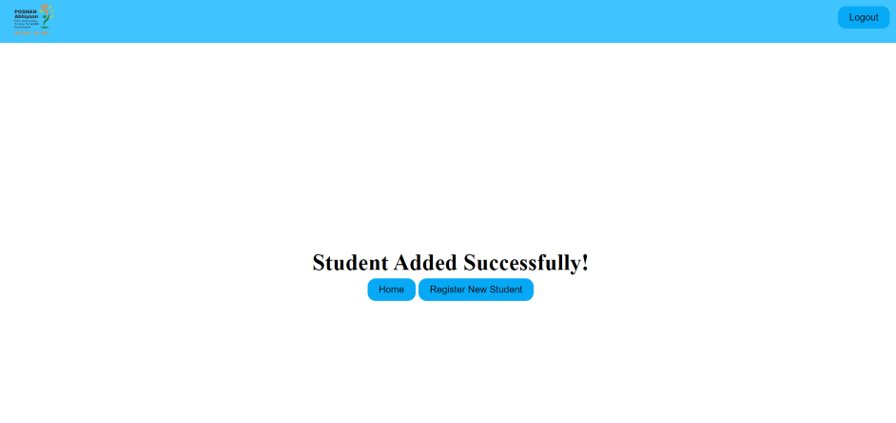 POSHAN
Abhiyaan
Logout
Student Added Successfully!
Home
Register New Student